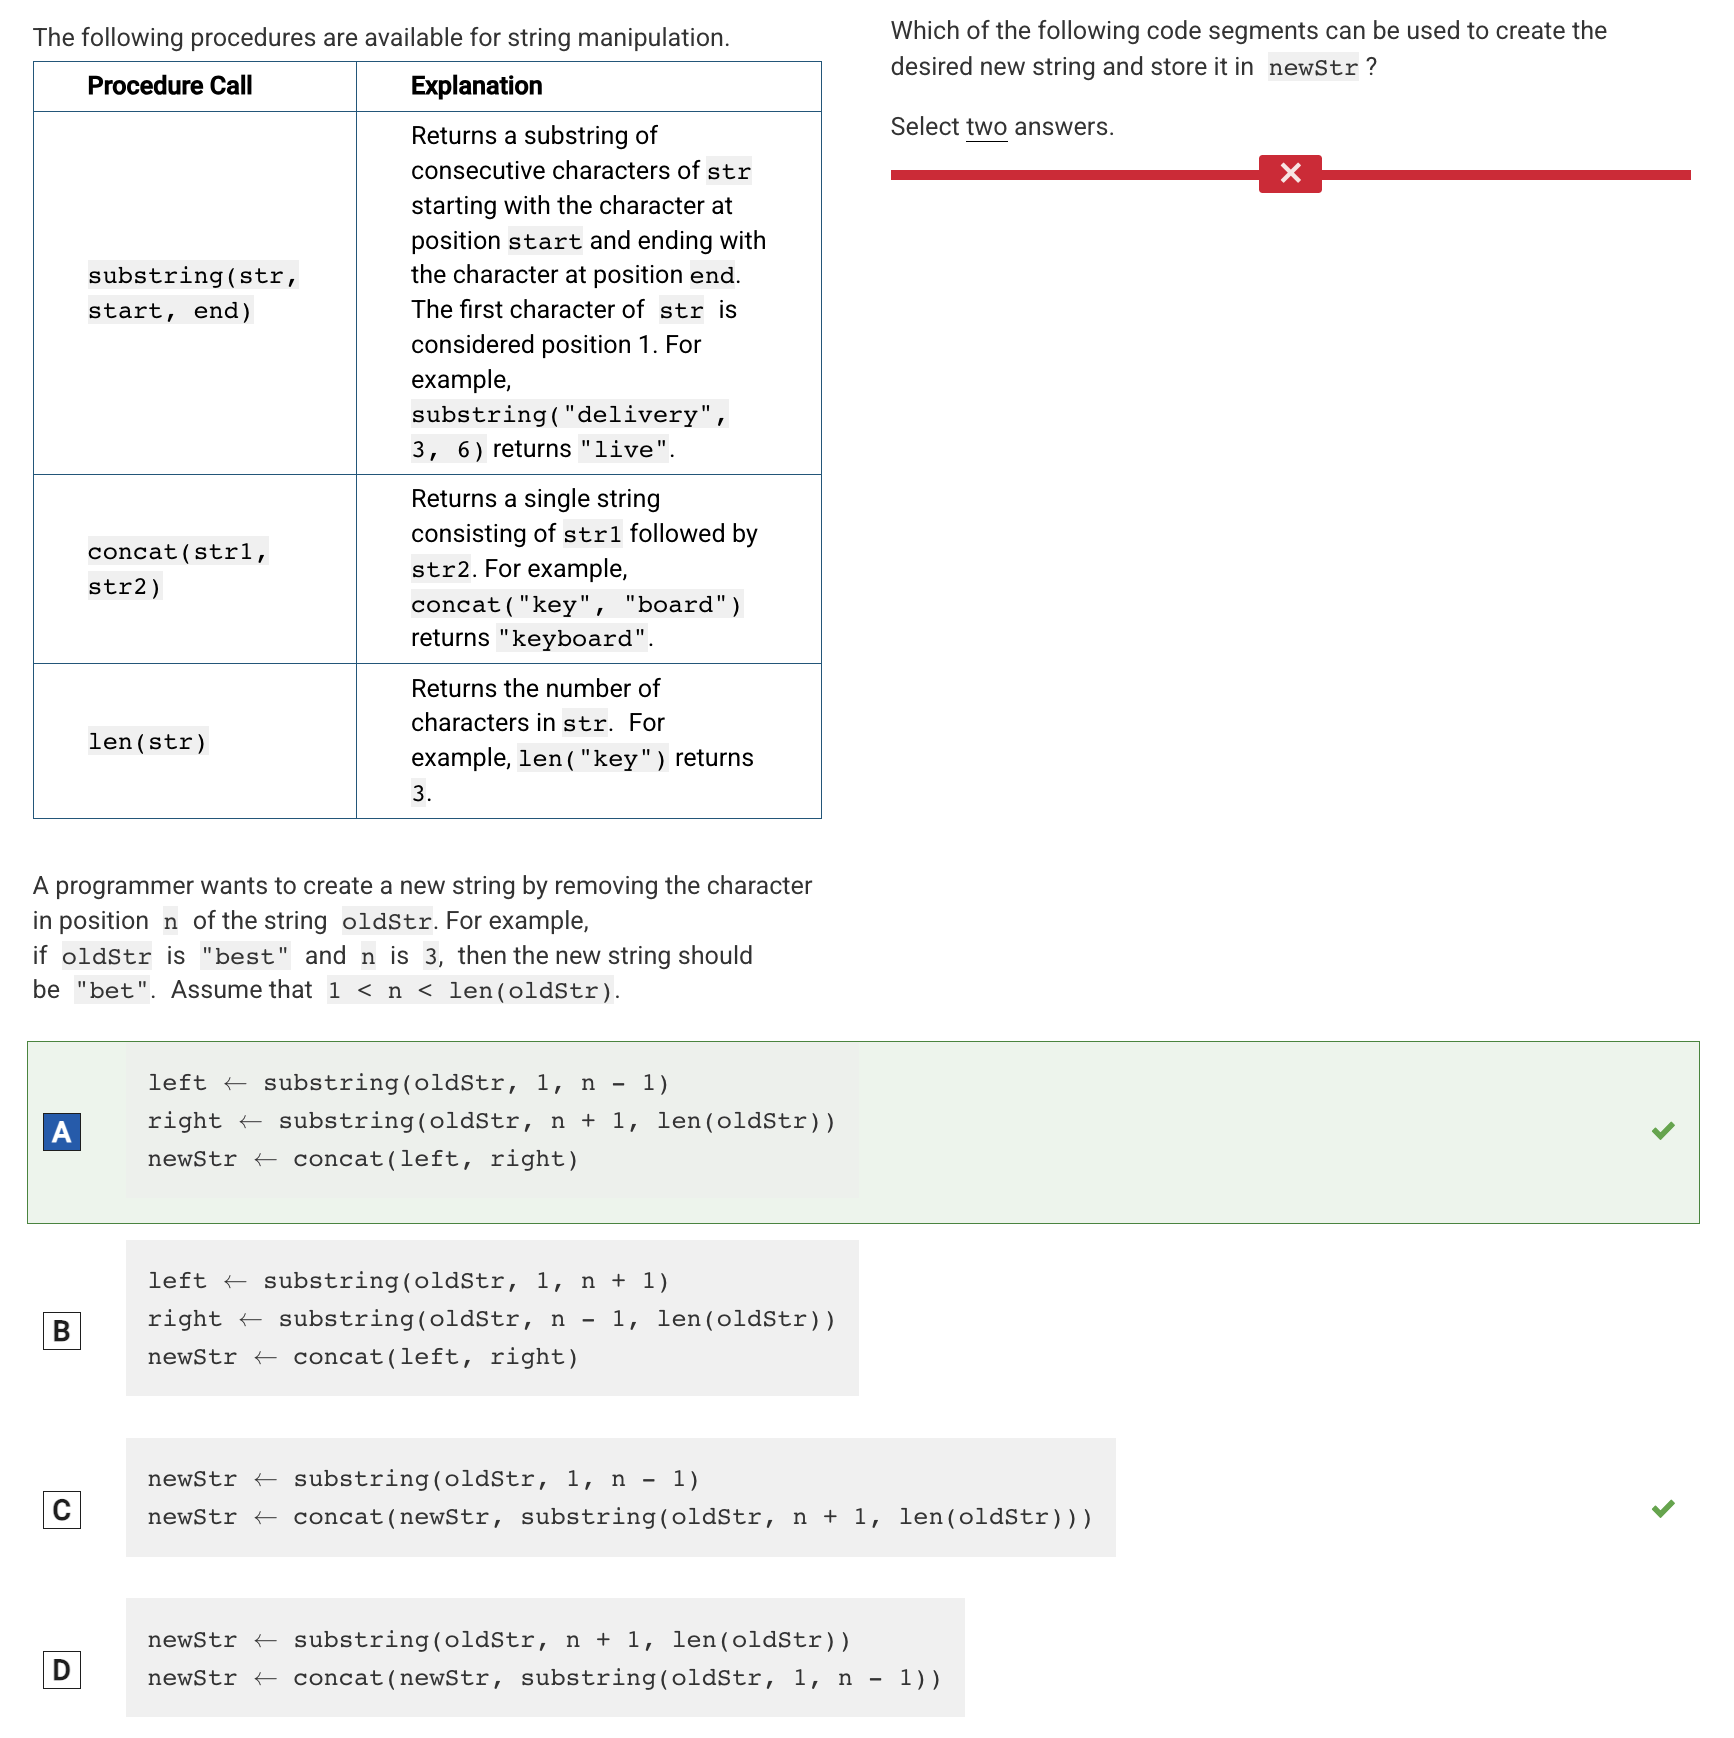 The following procedures are available for string manipulation.
Procedure Call
Explanation
substring(str,
start, end)
Returns a substring of
consecutive characters of str
starting with the character at
position start and ending with
the character at position end.
The first character of str is
considered position 1. For
example,
substring("delivery",
3, 6) returns "live".
concat(str1,
str2)
Returns a single string
consisting of str1 followed by
str2. For example,
concat("key", "board")
returns "keyboard".
len(str)
Returns the number of
characters in str. For
example, len("key") returns
3.
A programmer wants to create a new string by removing the character
in position n of the string oldStr. For example,
if oldStr is "best" and n is 3, then the new string should
be "bet". Assume that 1 < n < len(oldStr).
Which of the following code segments can be used to create the
desired new string and store it in newStr ?
Select two answers.
A
left ← substring(oldStr, 1, n - 1)
right ← substring(oldStr, n + 1, len(oldStr))
newStr ← concat(left, right)
B
left ← substring(oldStr, 1, n + 1)
right ← substring(oldStr, n - 1, len(oldStr))
newStr ← concat(left, right)
C
newStr ← substring(oldStr, 1, n - 1)
newStr ← concat(newStr, substring(oldStr, n + 1, len(oldStr)))
D
newStr ← substring(oldStr, n + 1, len(oldStr))
newStr ← concat(newStr, substring(oldStr, 1, n - 1))